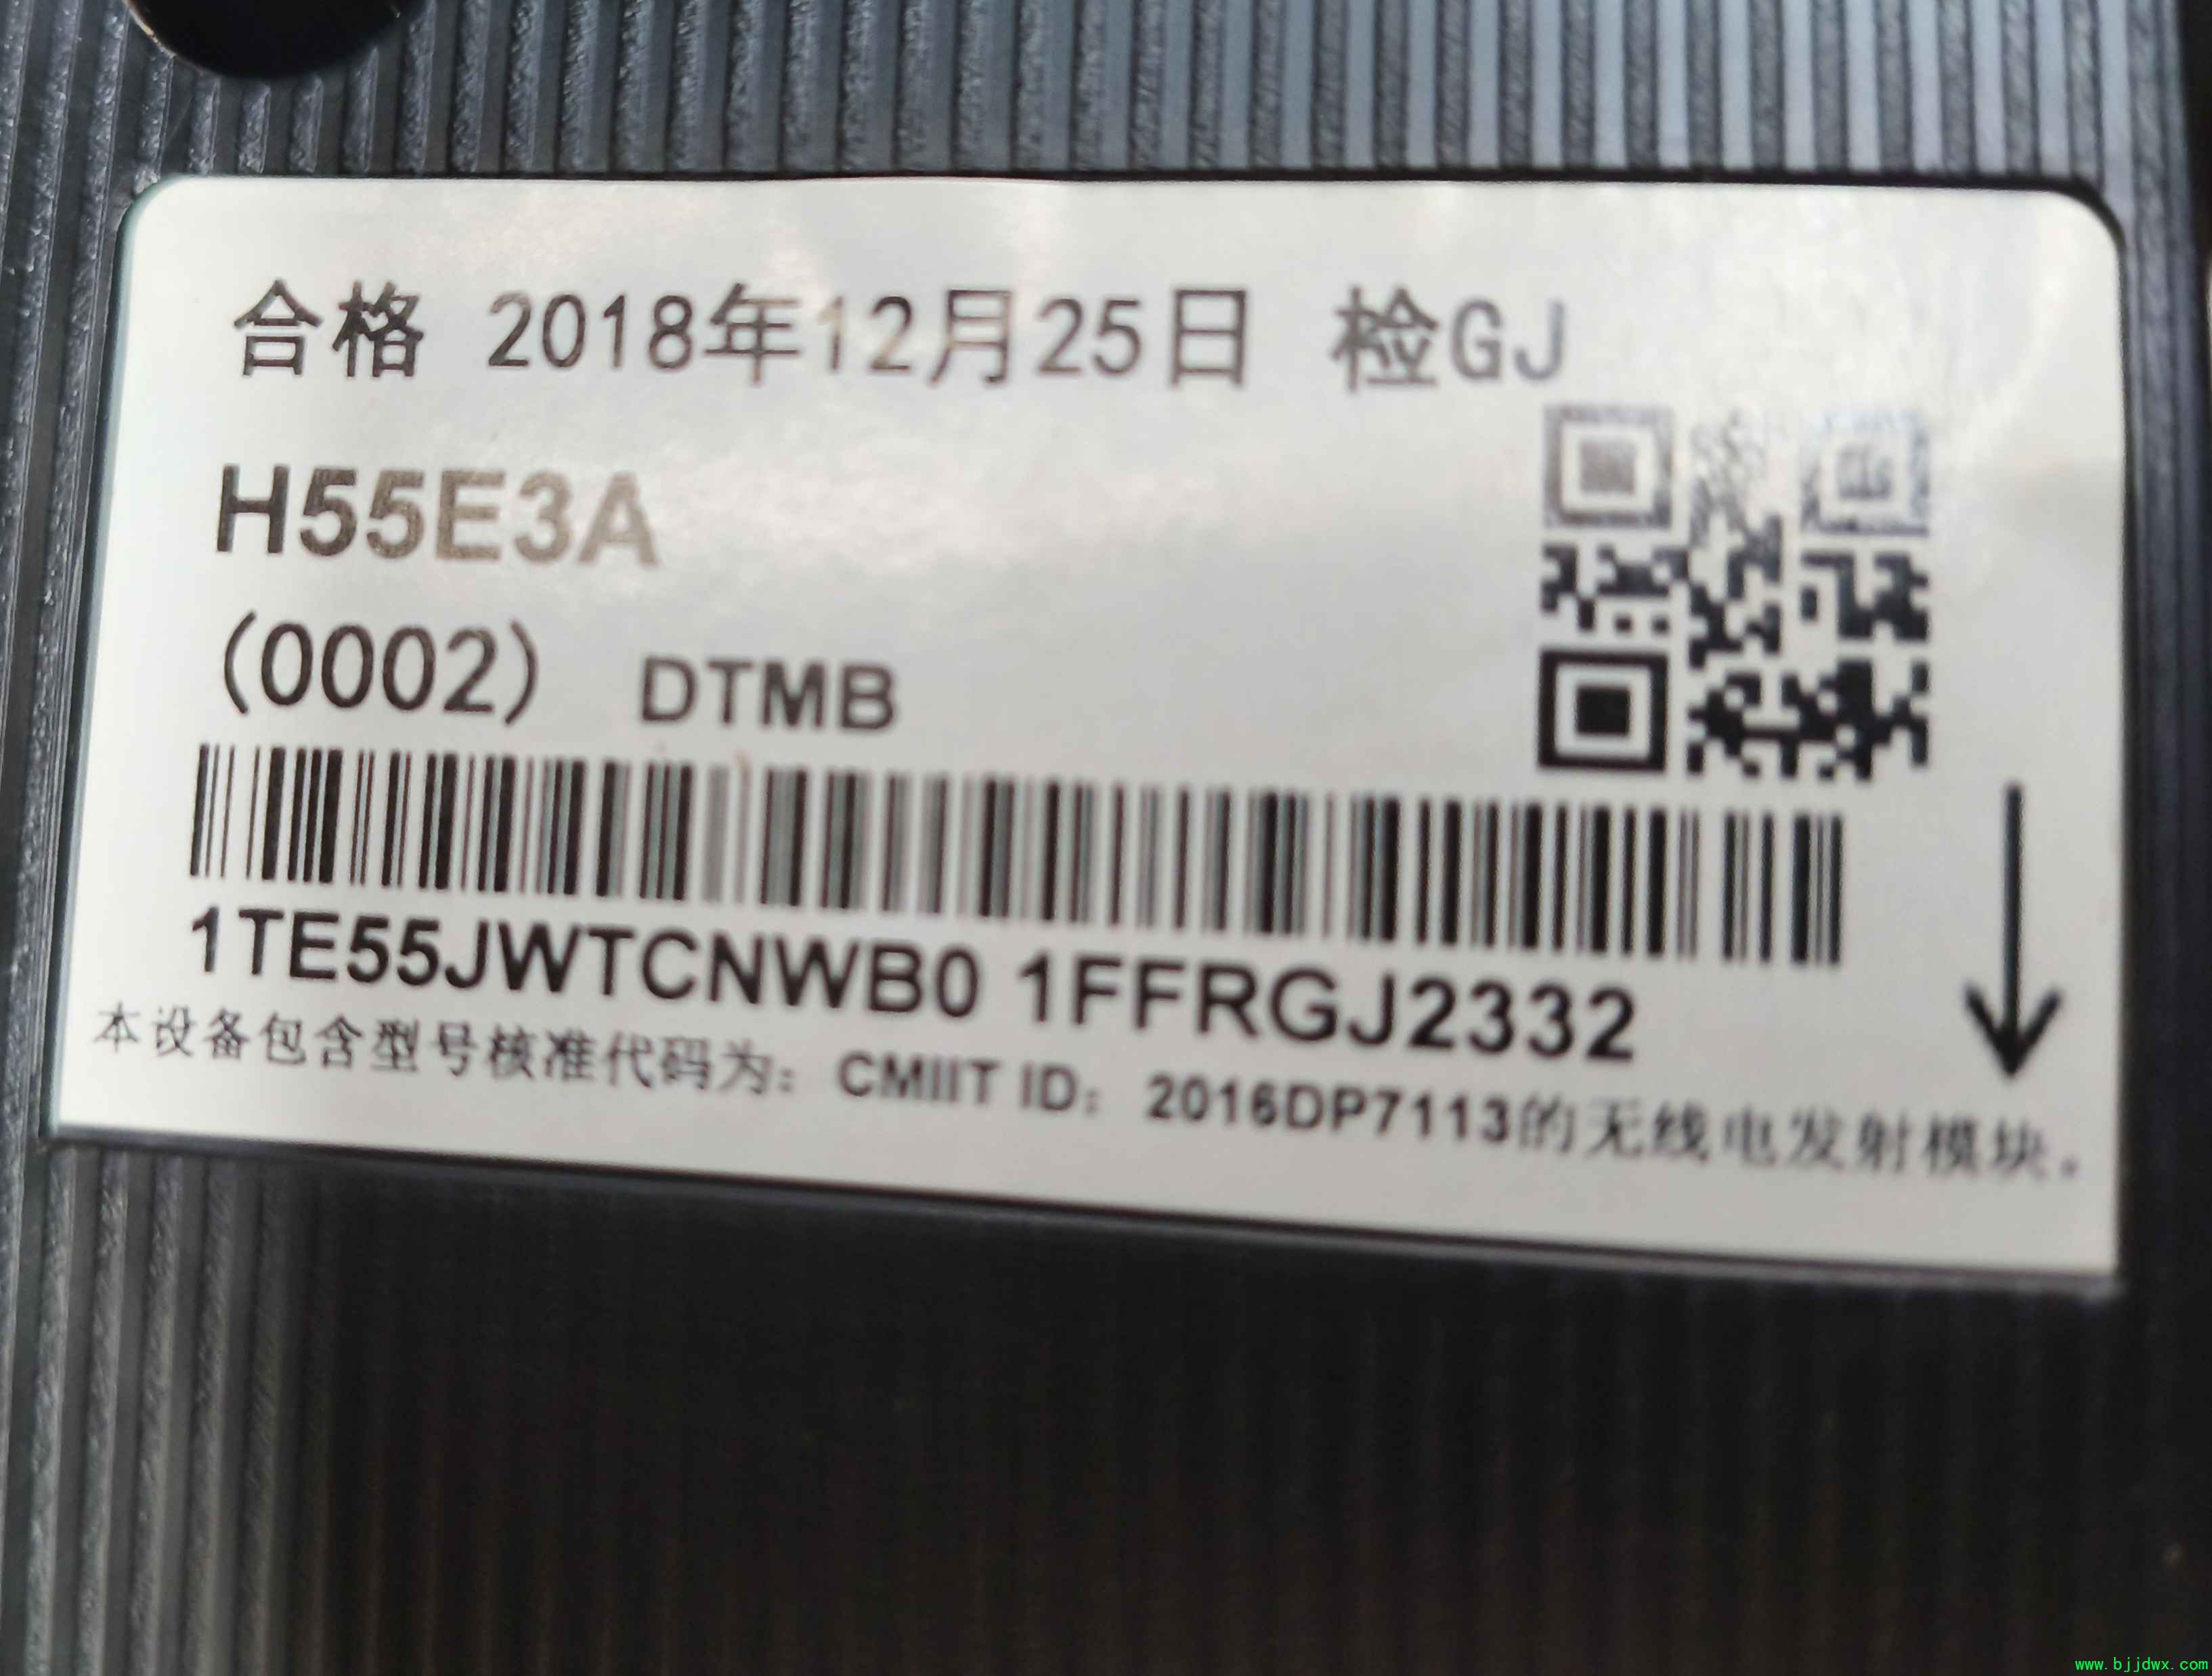 合格 2018年12月25日 检GJ
H55E3A
(0002) DTMB
1TE55JWTCNWB0 1FFRGJ2332
本设备包含型号核准代码为：CMIIT ID：2016DP7113的无线电发射模块。
www.bjjdwx.com